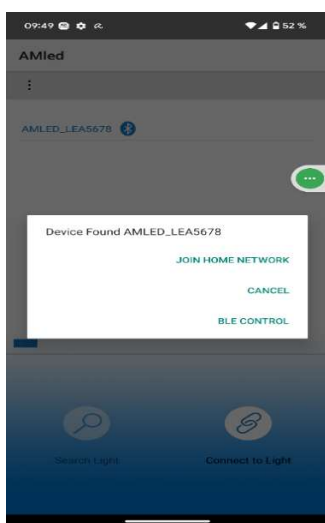 09:49
52 %
AMled
AMLED_LEA5678
Device Found AMLED_LEA5678
JOIN HOME NETWORK
CANCEL
BLE CONTROL
Search Light
Connect to Light